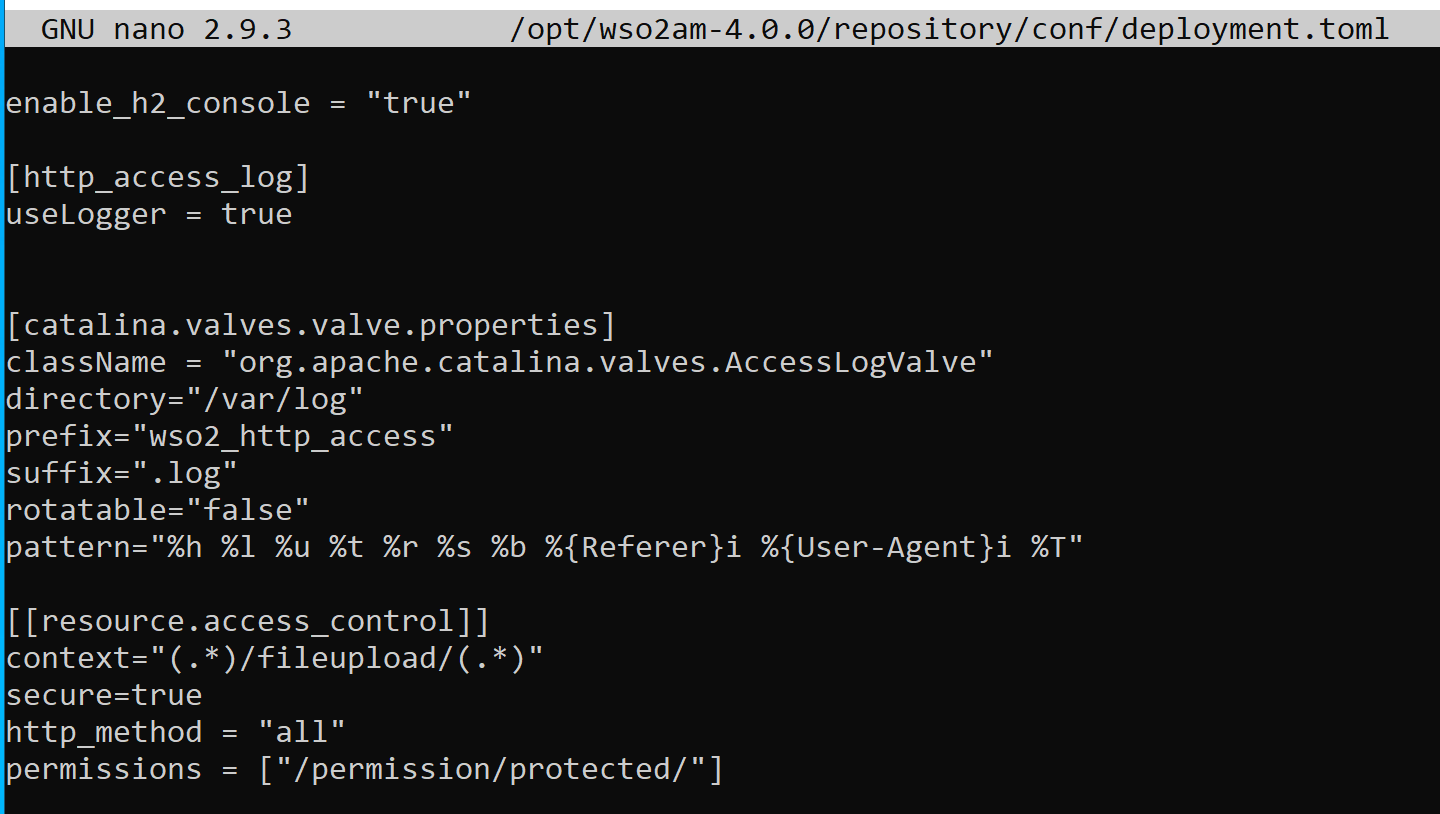 GNU nano 2.9.3 /opt/wso2am-4.0.0/repository/conf/deployment.toml
enable_h2_console = "true"
[http_access_log]
useLogger = true
[catalina.valves.valve.properties]
className = "org.apache.catalina.valves.AccessLogValve"
directory="/var/log"
prefix="wso2_http_access"
suffix=".log"
rotatable="false"
pattern="%h %l %u %t %r %s %b %{Referer}i %{User-Agent}i %T"
[[resource.access_control]]
context="(.*)/fileupload/(.*)"
secure=true
http_method = "all"
permissions = ["/permission/protected/"]